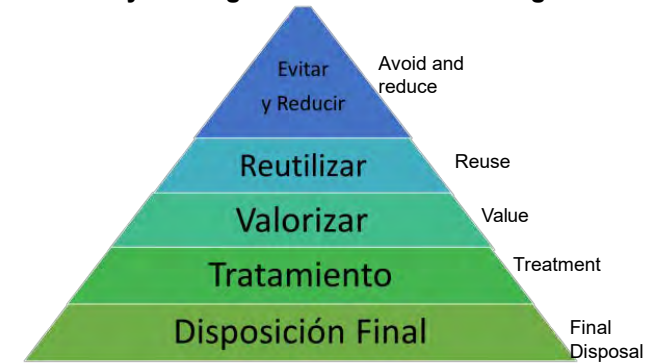 Evitar
y Reducir
Avoid and
reduce
Reutilizar
Reuse
Valorizar
Value
Tratamiento
Treatment
Disposición Final
Final
Disposal